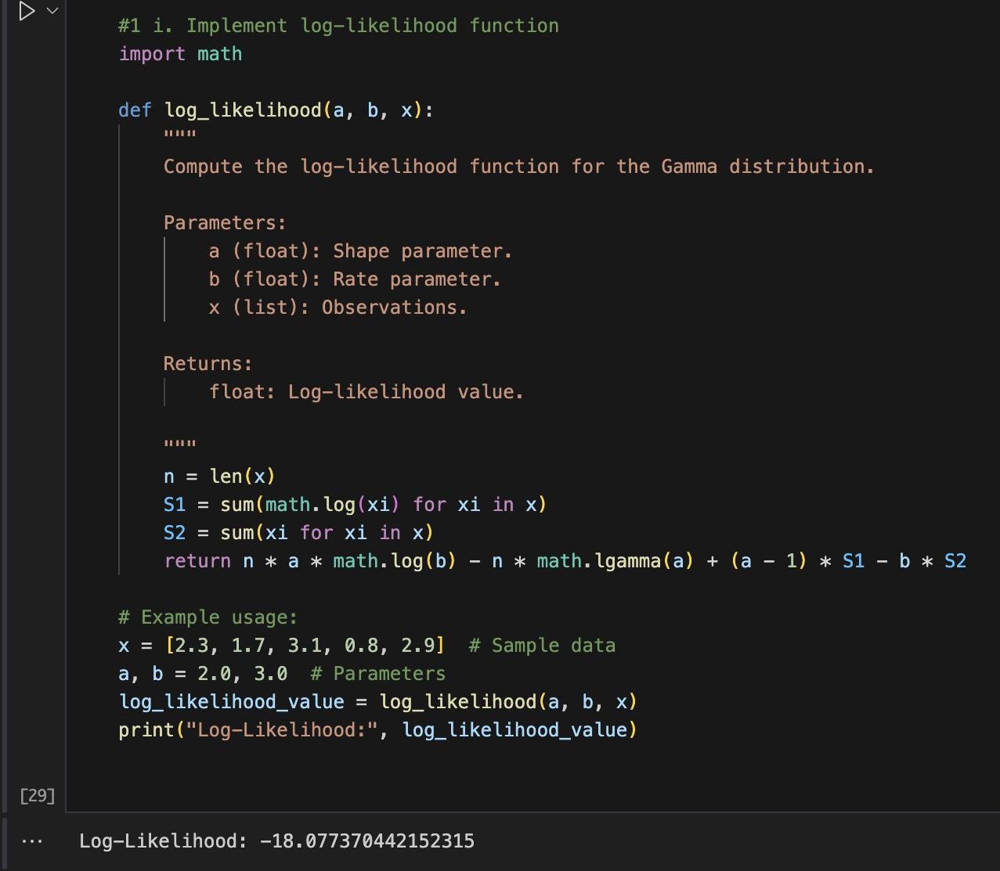 #1 i. Implement log-likelihood function
import math
def log_likelihood(a, b, x):
    """
    Compute the log-likelihood function for the Gamma distribution.
    Parameters:
        a (float): Shape parameter.
        b (float): Rate parameter.
        x (list): Observations.
    Returns:
        float: Log-likelihood value.
    """
    n = len(x)
    S1 = sum(math.log(xi) for xi in x)
    S2 = sum(xi for xi in x)
    return n * a * math.log(b) - n * math.lgamma(a) + (a - 1) * S1 - b * S2
# Example usage:
x = [2.3, 1.7, 3.1, 0.8, 2.9]  # Sample data
a, b = 2.0, 3.0  # Parameters
log_likelihood_value = log_likelihood(a, b, x)
print("Log-Likelihood:", log_likelihood_value)
[29]
... Log-Likelihood: -18.077370442152315